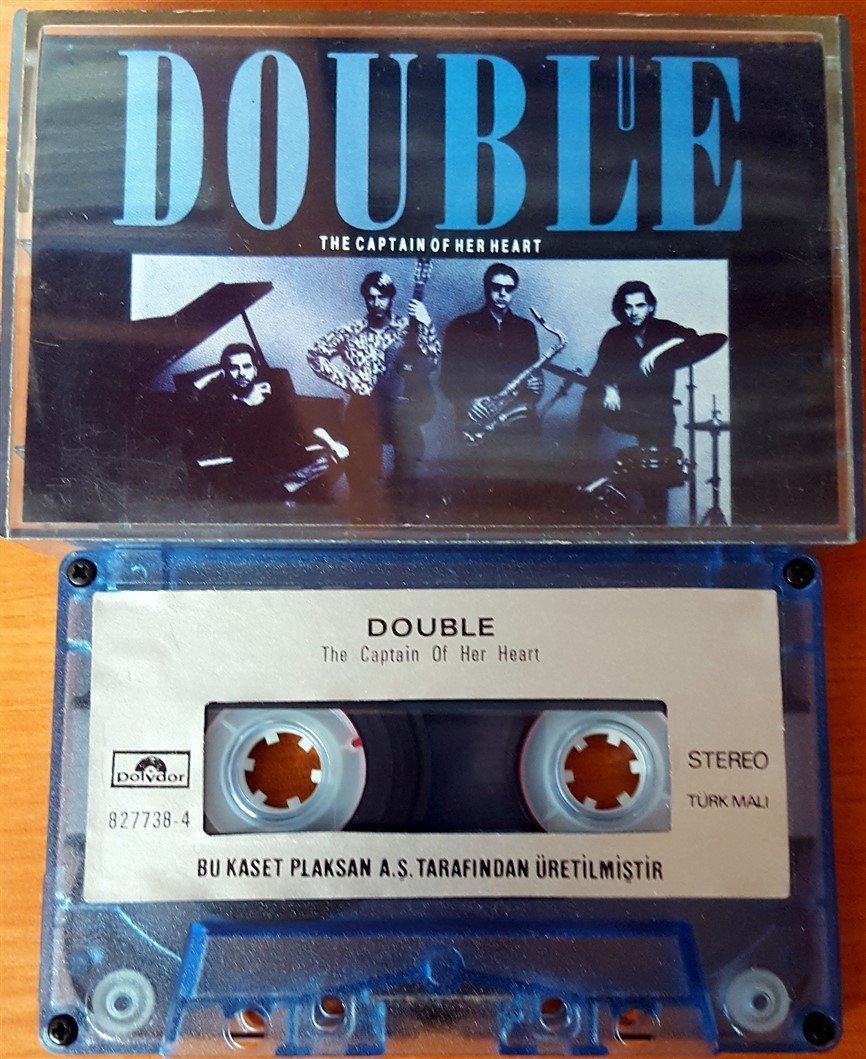 DOUBLE
THE CAPTAIN OF HER HEART
DOUBLE
The Captain Of Her Heart
Polydor
827738-4
STEREO
TÜRK MALI
BU KASET PLAKSAN A.Ş. TARAFINDAN ÜRETİLMİŞTİR